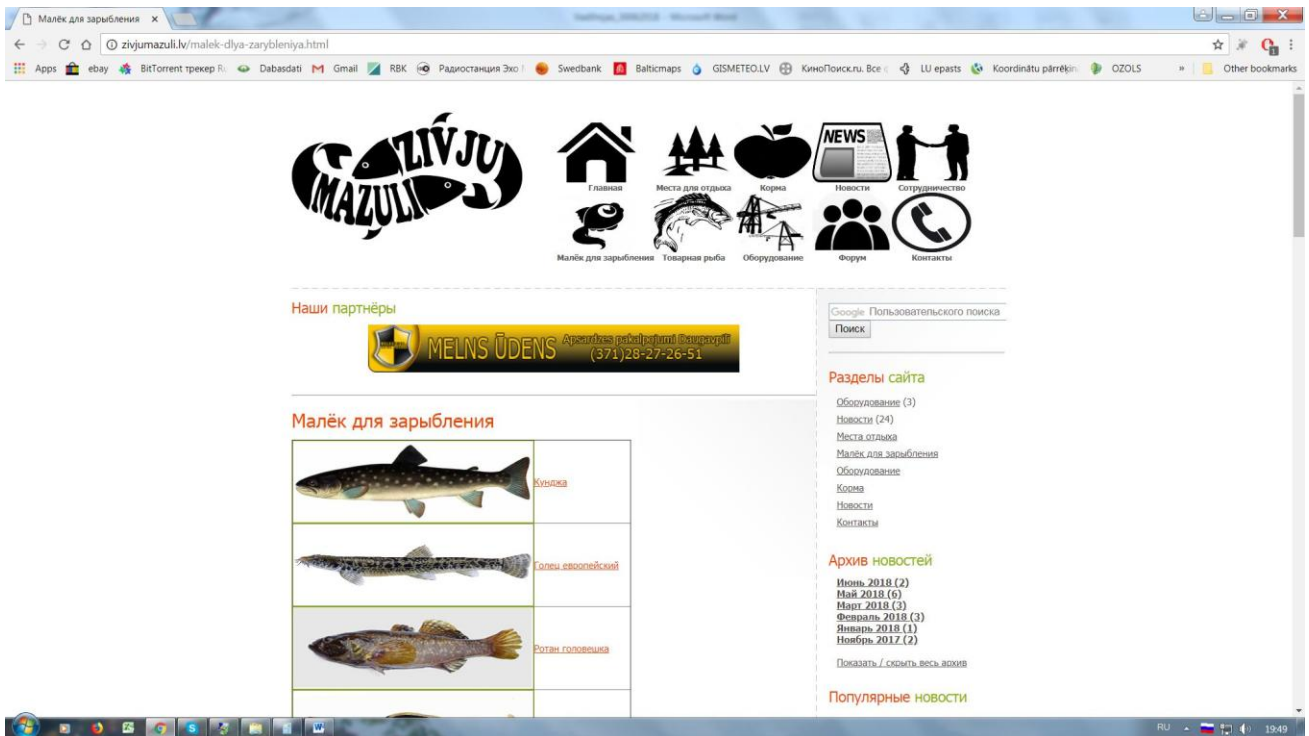 Малёк для зарыбления
zivjumazuli.lv/malek-dlya-zarybleniya.html
Apps ebay BitTorrent трекер Ru Dabasdati Gmail RBK Радиостанция Эхо Swedbank Balticmaps GISMETEO.LV КиноПоиск.ru. Все LU epasts Koordinātu pārrēķin OZOLS » Other bookmarks
ZIVJU
MAZUĻI
NEWS
Главная Места для отдыха Корма Новости Сотрудничество
Малёк для зарыбления Товарная рыба Оборудование Форум Контакты
Наши партнёры
MELNS ŪDENS Apsardzes pakalpojumi Daugavpilī
(371)28-27-26-51
Google Пользовательского поиска
Поиск
Разделы сайта
Оборудование (3)
Новости (24)
Места отдыха
Малёк для зарыбления
Оборудование
Корма
Новости
Контакты
Малёк для зарыбления
Кунджа
Голец европейский
Ротан головешка
Архив новостей
Июнь 2018 (2)
Май 2018 (6)
Март 2018 (3)
Февраль 2018 (3)
Январь 2018 (1)
Ноябрь 2017 (2)
Показать / скрыть весь архив
Популярные новости
RU 19:49